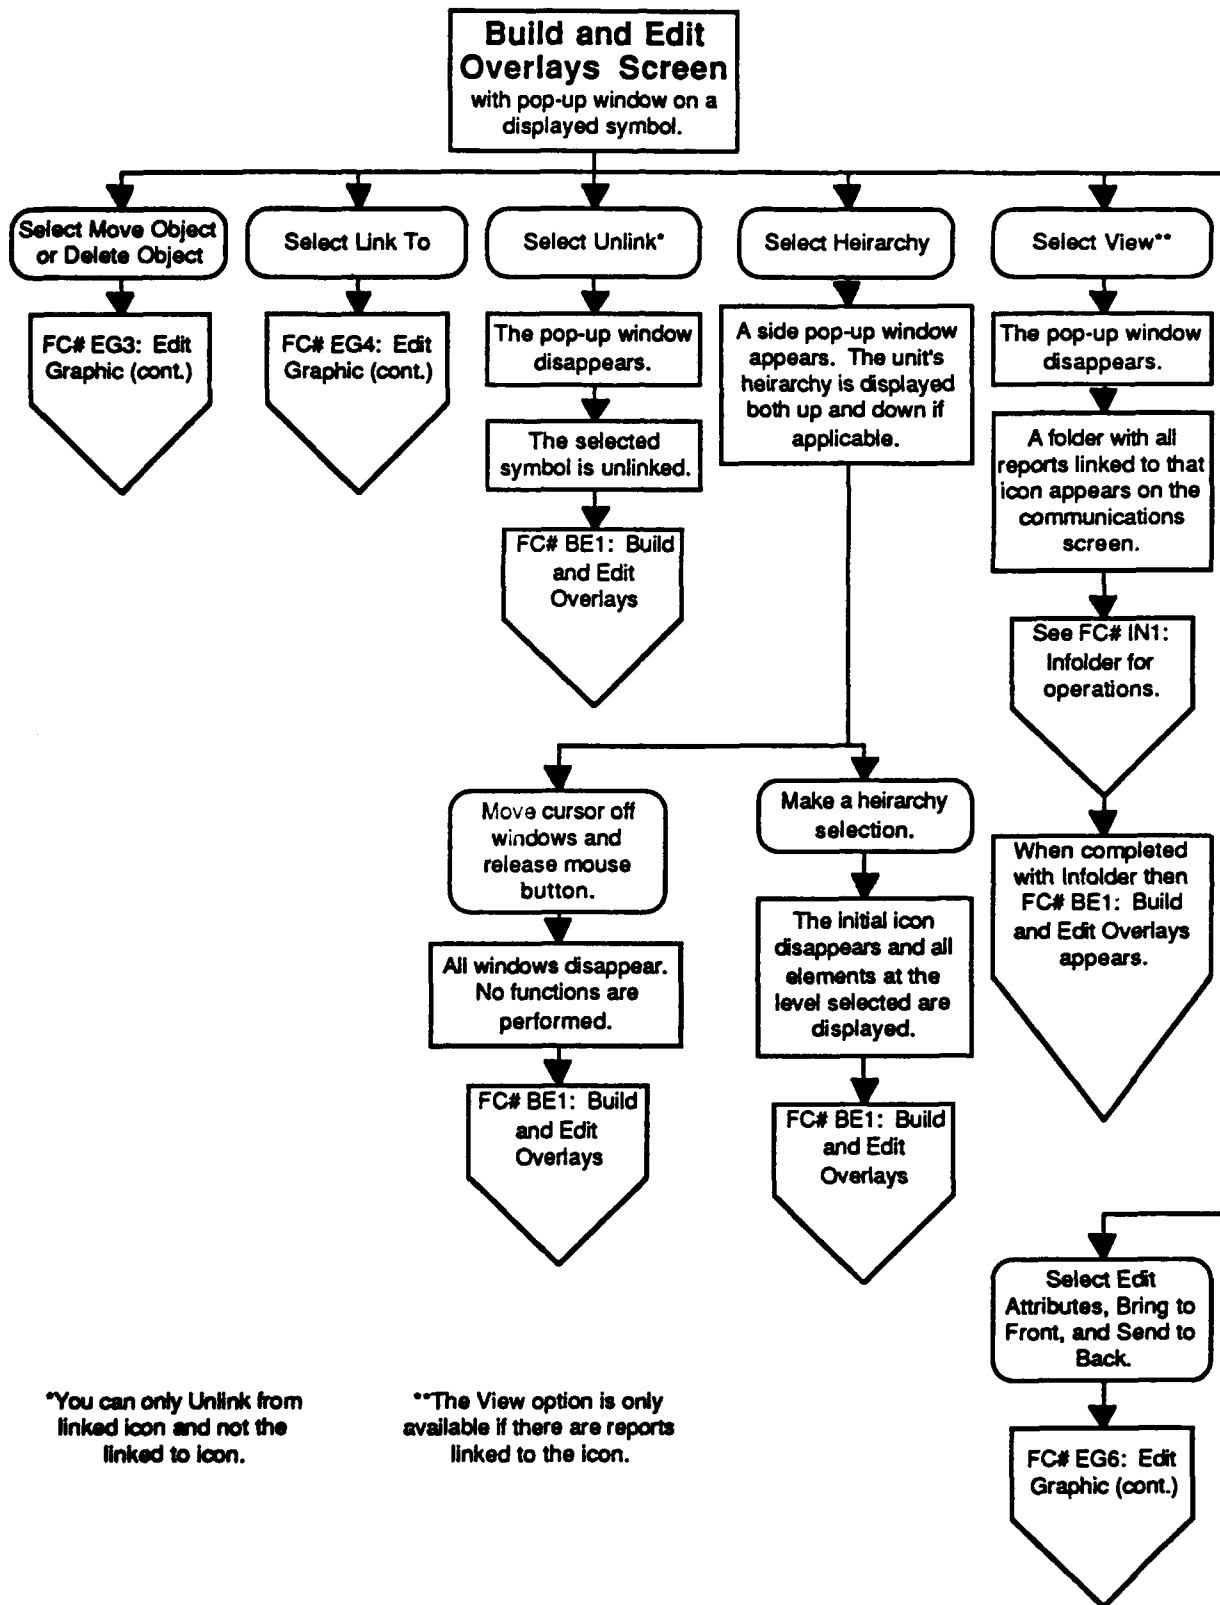 Build and Edit
Overlays Screen
with pop-up window on a
displayed symbol.
Select Move Object
or Delete Object
Select Link To
Select Unlink*
Select Heirarchy
Select View**
FC# EG3: Edit
Graphic (cont.)
FC# EG4: Edit
Graphic (cont.)
The pop-up window
disappears.
The selected
symbol is unlinked.
FC# BE1: Build
and Edit
Overlays
A side pop-up window
appears. The unit's
heirarchy is displayed
both up and down if
applicable.
The pop-up window
disappears.
A folder with all
reports linked to that
icon appears on the
communications
screen.
See FC# IN1:
Infolder for
operations.
When completed
with Infolder then
FC# BE1: Build
and Edit Overlays
appears.
Move cursor off
windows and
release mouse
button.
All windows disappear.
No functions are
performed.
FC# BE1: Build
and Edit
Overlays
Make a heirarchy
selection.
The initial icon
disappears and all
elements at the
level selected are
displayed.
FC# BE1: Build
and Edit
Overlays
Select Edit
Attributes, Bring to
Front, and Send to
Back.
FC# EG6: Edit
Graphic (cont.)
*You can only Unlink from
linked icon and not the
linked to icon.
**The View option is only
available if there are reports
linked to the icon.